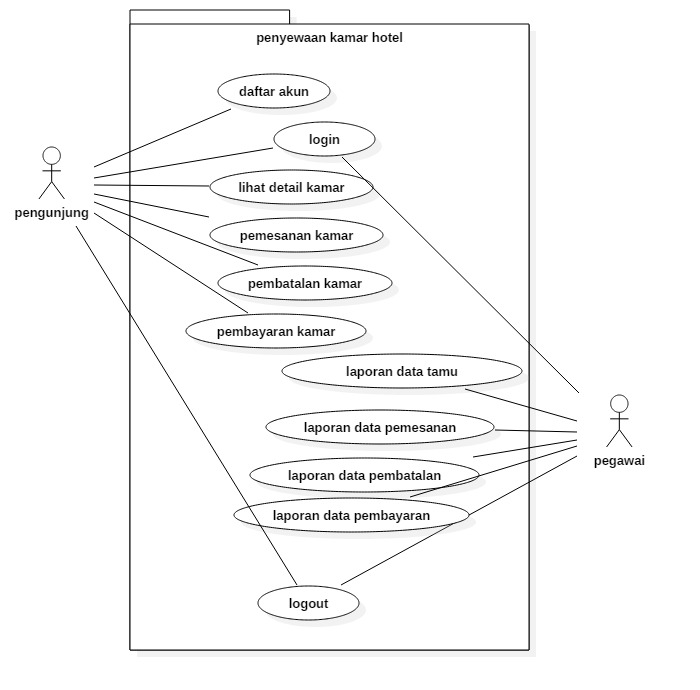 penyewaan kamar hotel
daftar akun
login
lihat detail kamar
pengunjung
pemesanan kamar
pembatalan kamar
pembayaran kamar
laporan data tamu
laporan data pemesanan
pegawai
laporan data pembatalan
laporan data pembayaran
logout